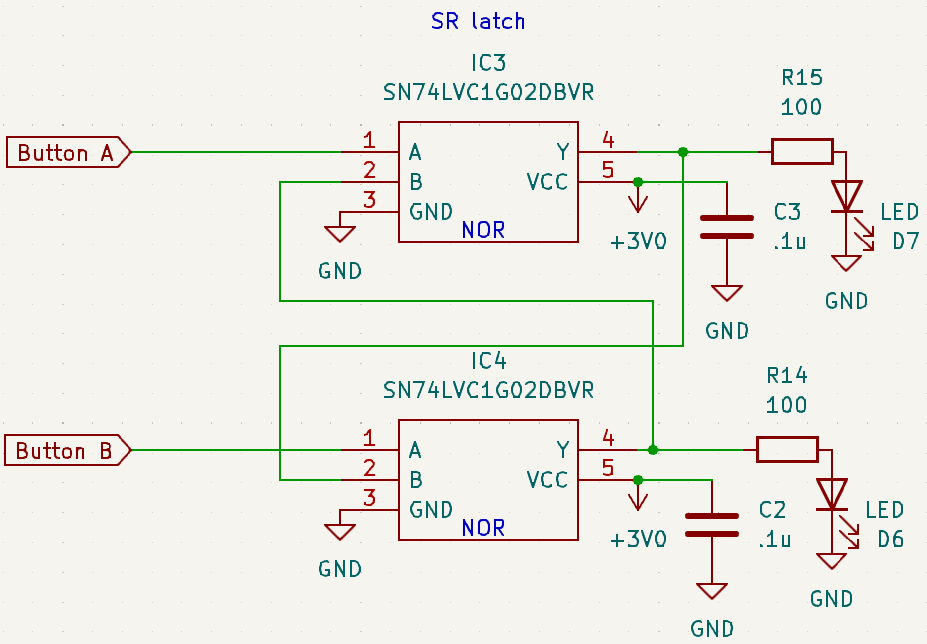 SR latch
IC3
SN74LVC1G02DBVR
R15
100
Button A
1
A
Y
4
2
B
VCC
5
3
GND
NOR
GND
+3V0
C3
.1u
LED
D7
GND
GND
IC4
SN74LVC1G02DBVR
R14
100
Button B
1
A
Y
4
2
B
VCC
5
3
GND
NOR
GND
+3V0
C2
.1u
LED
D6
GND
GND